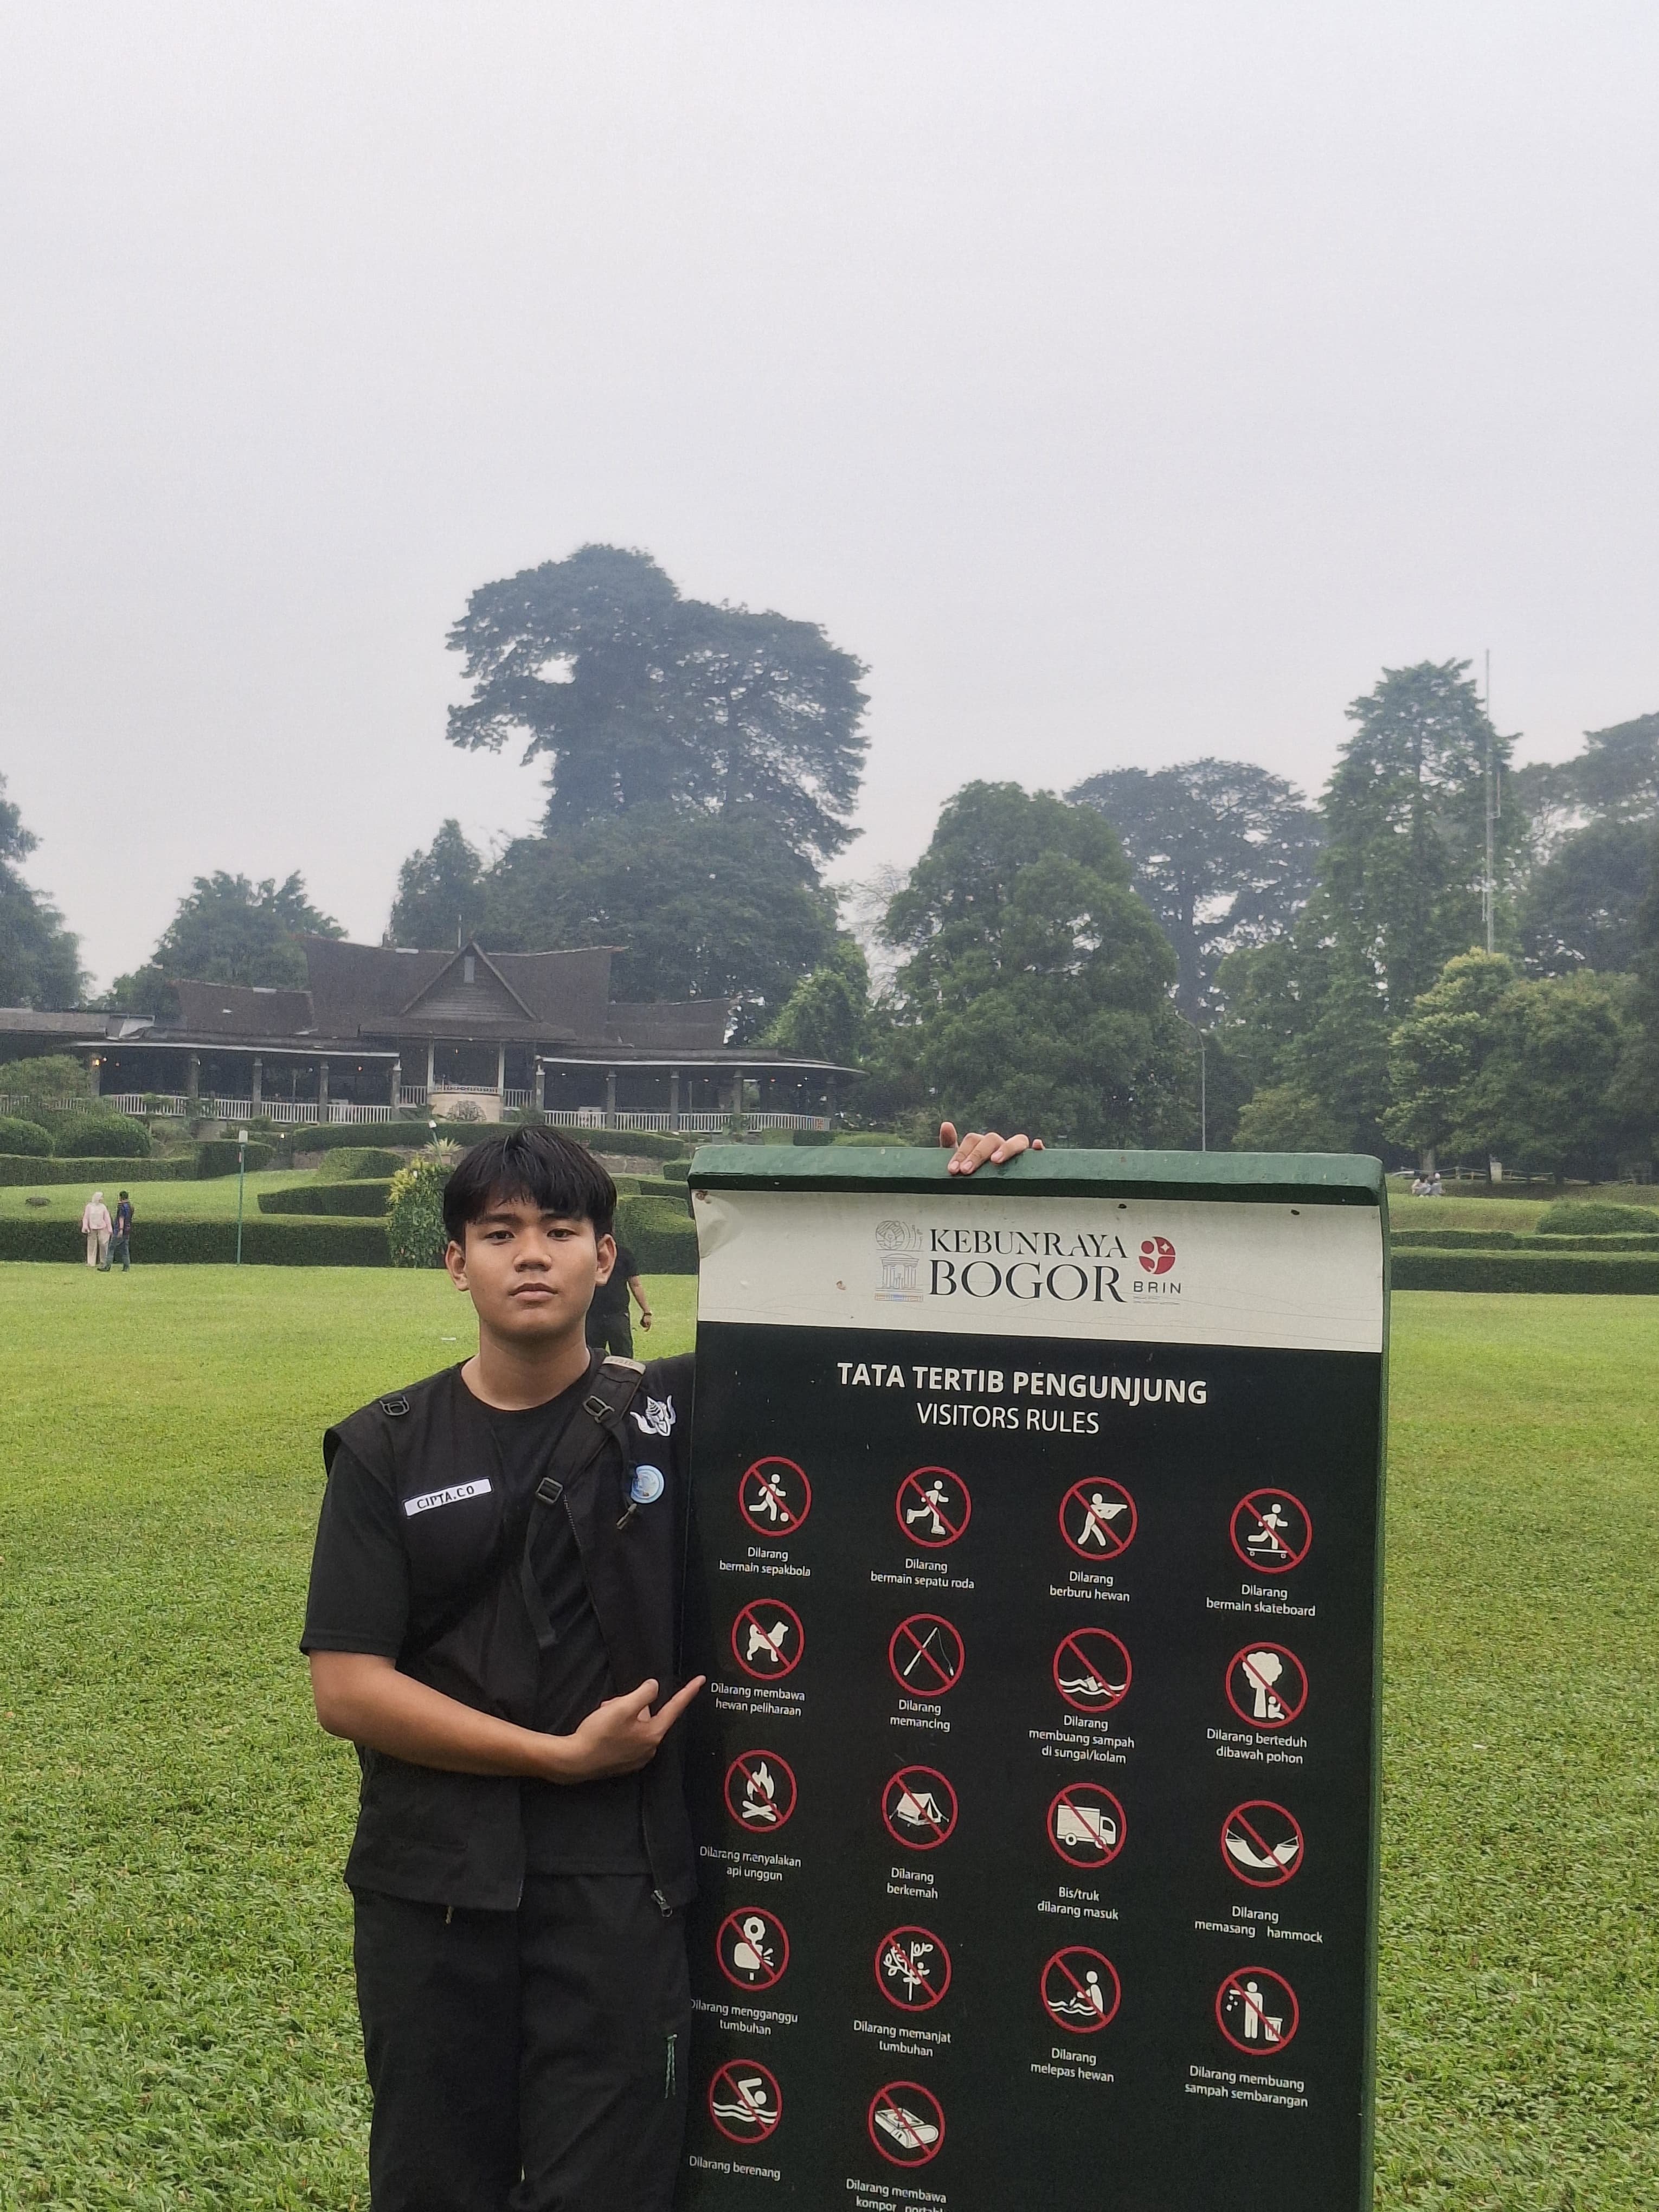 KEBUN RAYA
BOGOR
BRIN
TATA TERTIB PENGUNJUNG
VISITORS RULES
CIPTA.CO
Dilarang
bermain sepakbola
Dilarang
bermain sepatu roda
Dilarang
berburu hewan
Dilarang
bermain skateboard
Dilarang membawa
hewan peliharaan
Dilarang
memancing
Dilarang
membuang sampah
di sungai/kolam
Dilarang berteduh
dibawah pohon
Dilarang menyalakan
api unggun
Dilarang
berkemah
Bis/truk
dilarang masuk
Dilarang
memasang hammock
Dilarang mengganggu
tumbuhan
Dilarang memanjat
tumbuhan
Dilarang
melepas hewan
Dilarang membuang
sampah sembarangan
Dilarang berenang
Dilarang membawa
kompor